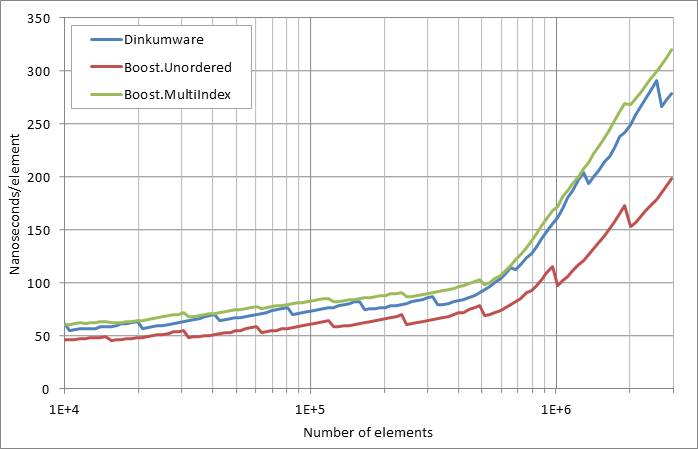 350
300
250
200
150
100
50
0
Nanoseconds/element
Dinkumware
Boost.Unordered
Boost.MultiIndex
1E+4
1E+5
1E+6
Number of elements